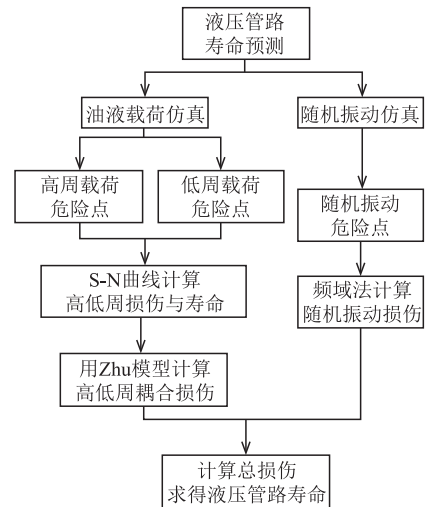 液压管路
寿命预测
油液载荷仿真
随机振动仿真
高周载荷
危险点
低周载荷
危险点
随机振动
危险点
S-N曲线计算
高低周损伤与寿命
频域法计算
随机振动损伤
用Zhu模型计算
高低周耦合损伤
计算总损伤
求得液压管路寿命